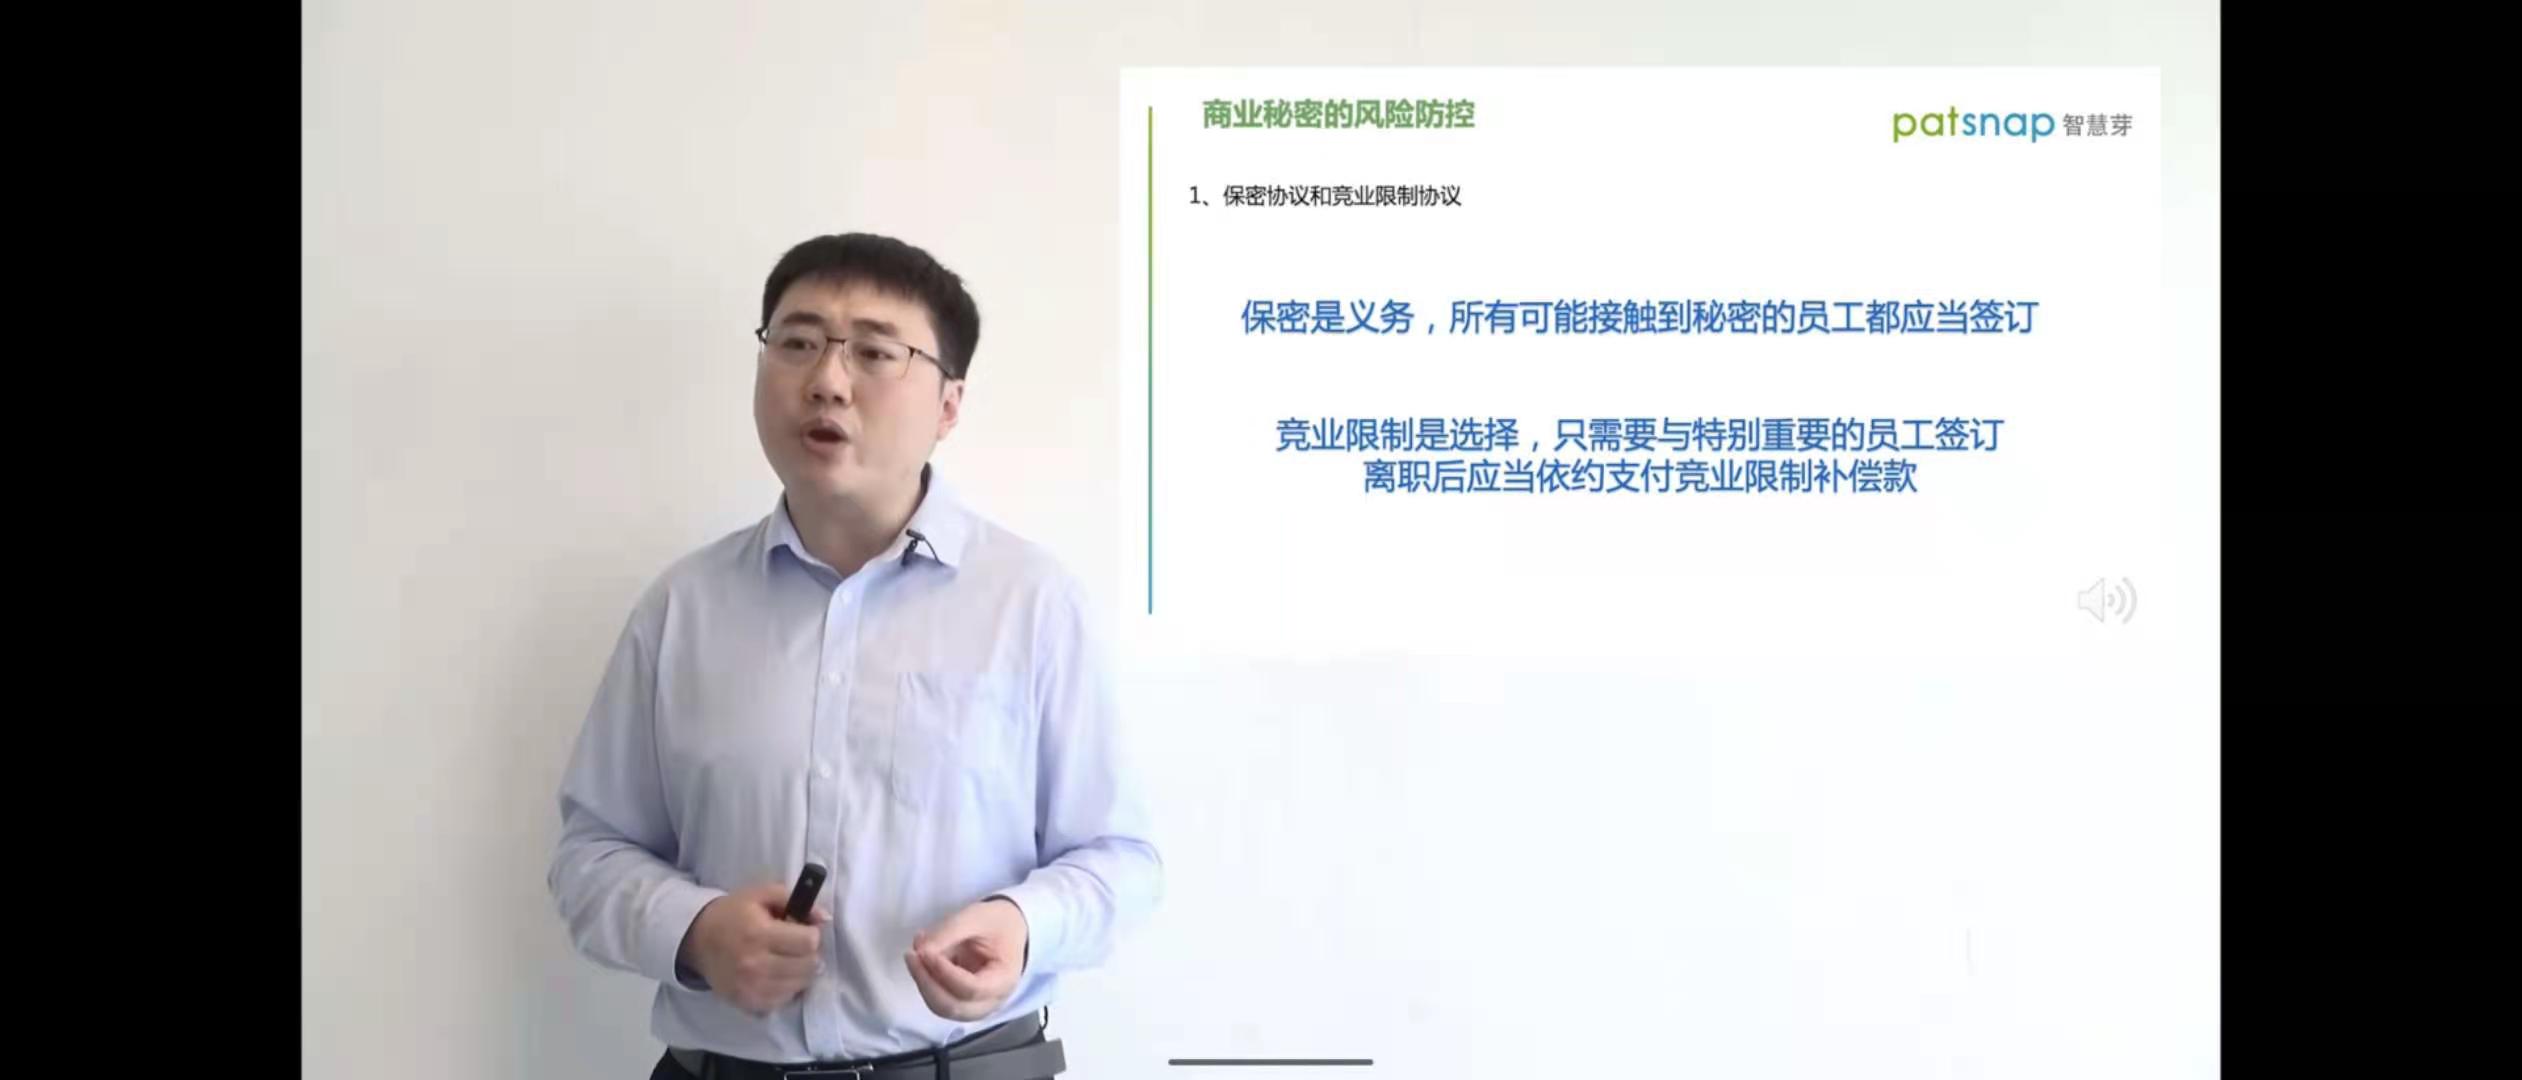 商业秘密的风险防控
patsnap 智慧芽
1、保密协议和竞业限制协议
保密是义务，所有可能接触到秘密的员工都应当签订
竞业限制是选择，只需要与特别重要的员工签订
离职后应当依约支付竞业限制补偿款